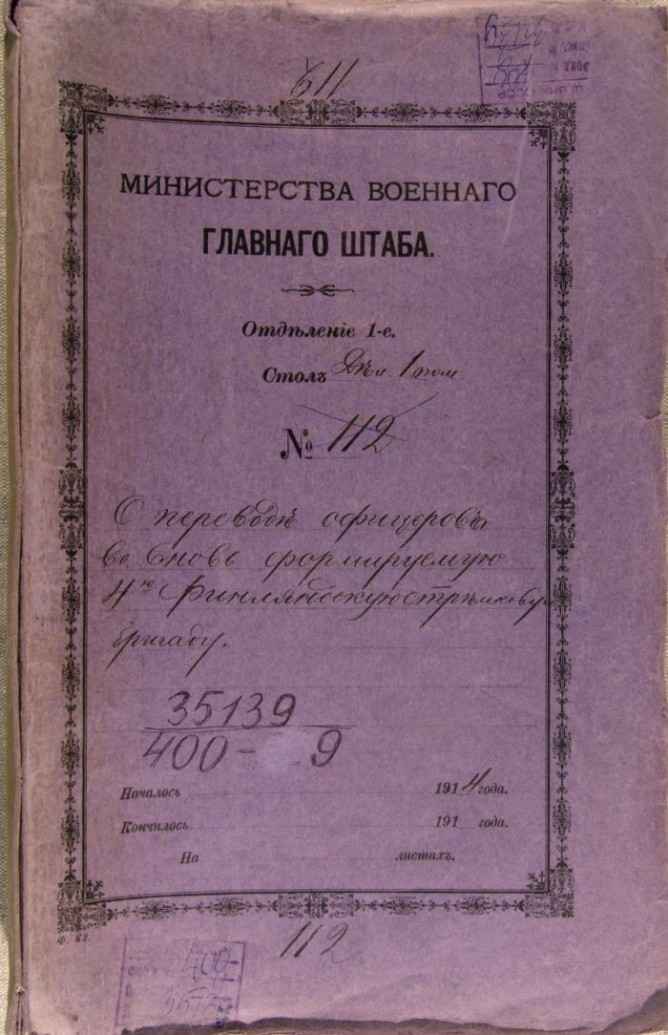 611
МИНИСТЕРСТВА ВОЕННАГО
ГЛАВНАГО ШТАБА.
Отдѣленіе 1-е.
Столъ
№ 112
О переводѣ офицеровъ
во вновь формируемую
4ю Финляндскую стрѣлковую
бригаду.
35139
400- 9
Началось 1914 года.
Кончилось 191 года.
На листахъ.
112